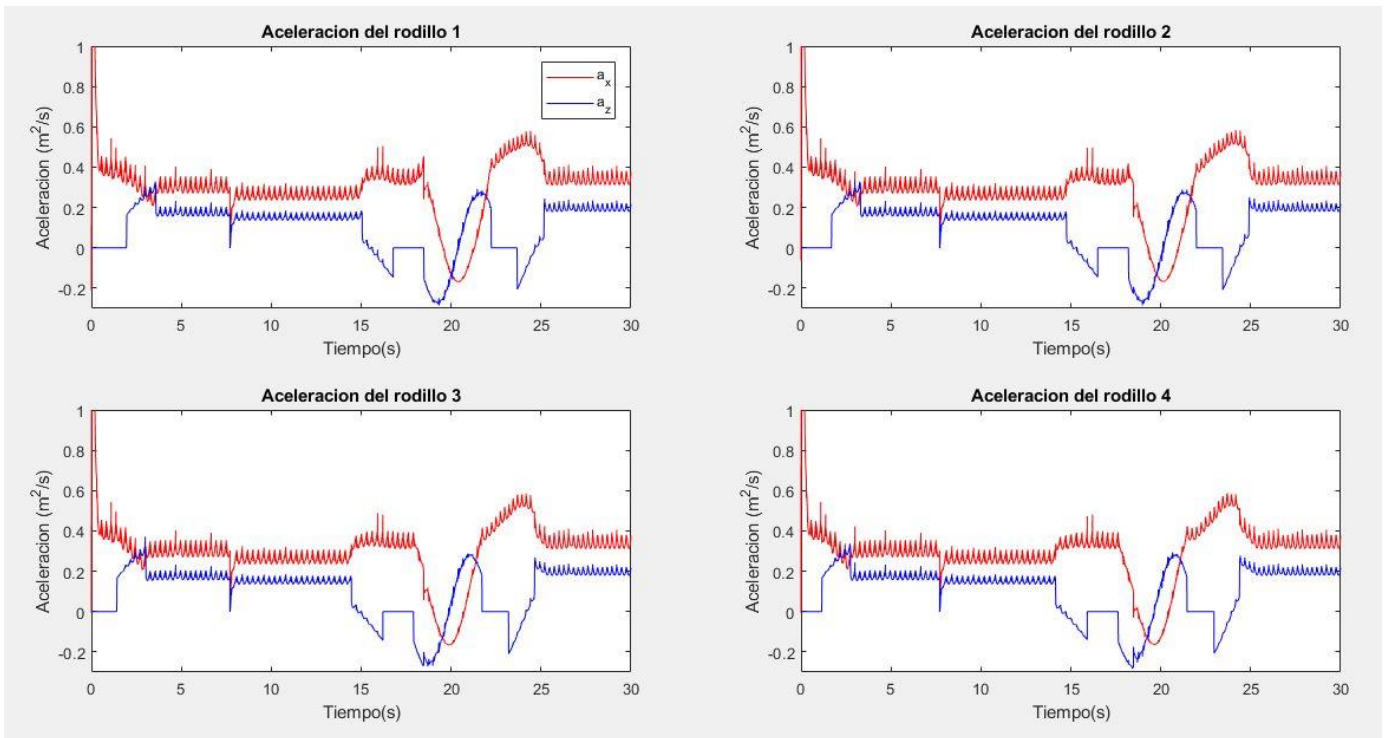 Aceleracion del rodillo 1
Aceleracion (m²/s)
1
0.8
0.6
0.4
0.2
0
-0.2
a_x
a_z
0 5 10 15 20 25 30
Tiempo(s)
Aceleracion del rodillo 2
Aceleracion (m²/s)
1
0.8
0.6
0.4
0.2
0
-0.2
0 5 10 15 20 25 30
Tiempo(s)
Aceleracion del rodillo 3
Aceleracion (m²/s)
1
0.8
0.6
0.4
0.2
0
-0.2
0 5 10 15 20 25 30
Tiempo(s)
Aceleracion del rodillo 4
Aceleracion (m²/s)
1
0.8
0.6
0.4
0.2
0
-0.2
0 5 10 15 20 25 30
Tiempo(s)